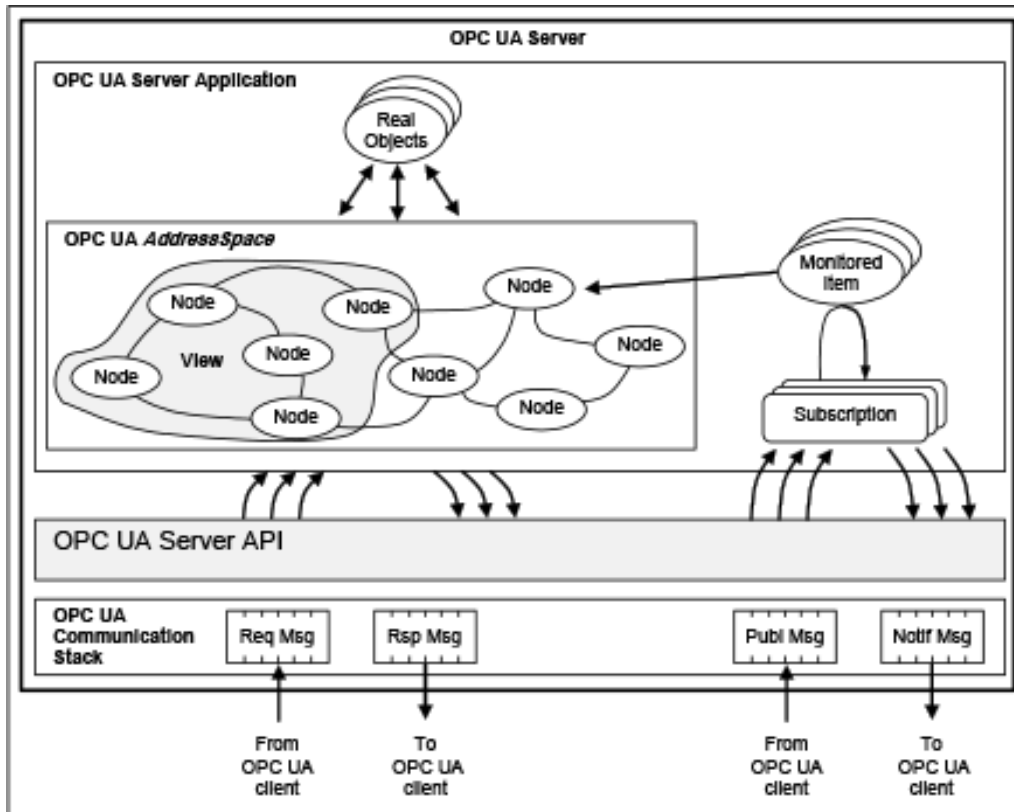 OPC UA Server
OPC UA Server Application
Real
Objects
OPC UA AddressSpace
Monitored
Item
Node
Node
Node
Node
View
Node
Node
Node
Node
Node
Subscription
OPC UA Server API
OPC UA
Communication
Stack
Req Msg
Rsp Msg
Publ Msg
Notif Msg
From
OPC UA
client
To
OPC UA
client
From
OPC UA
client
To
OPC UA
client